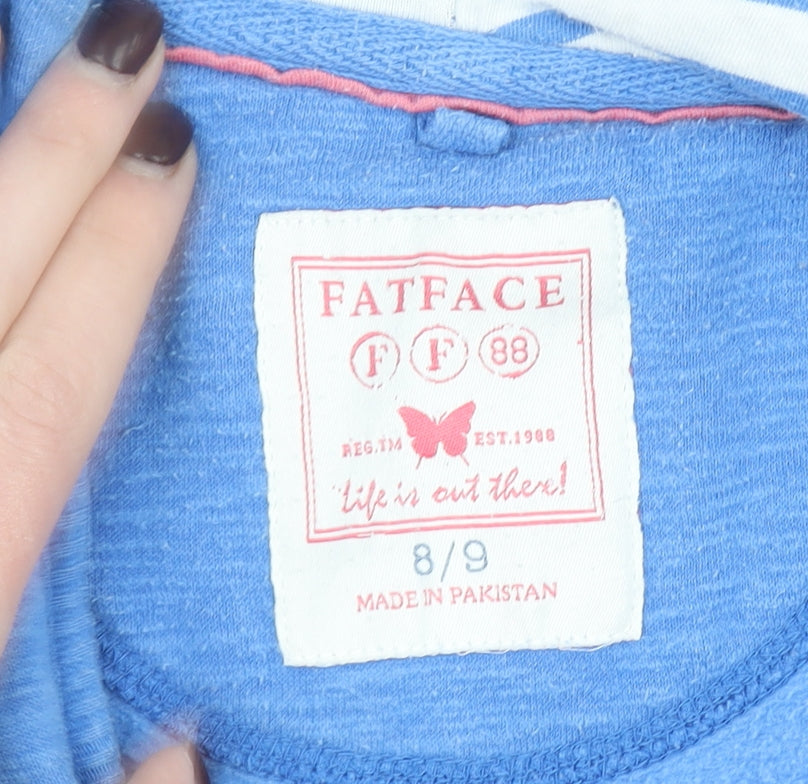 FATFACE
F F 88
REG.TM EST.1988
Life is out there!
8/9
MADE IN PAKISTAN